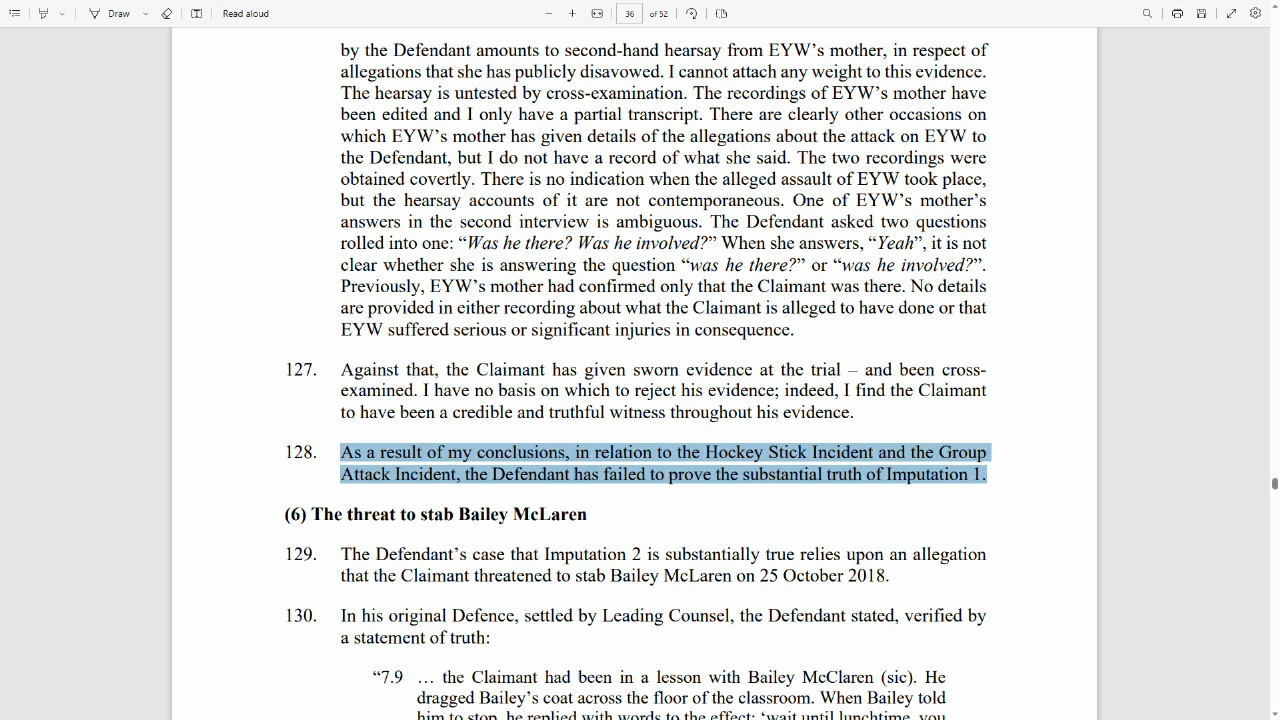 Draw
Read aloud
36 of 52
by the Defendant amounts to second-hand hearsay from EYW’s mother, in respect of
allegations that she has publicly disavowed. I cannot attach any weight to this evidence.
The hearsay is untested by cross-examination. The recordings of EYW’s mother have
been edited and I only have a partial transcript. There are clearly other occasions on
which EYW’s mother has given details of the allegations about the attack on EYW to
the Defendant, but I do not have a record of what she said. The two recordings were
obtained covertly. There is no indication when the alleged assault of EYW took place,
but the hearsay accounts of it are not contemporaneous. One of EYW’s mother’s
answers in the second interview is ambiguous. The Defendant asked two questions
rolled into one: “Was he there? Was he involved?” When she answers, “Yeah”, it is not
clear whether she is answering the question “was he there?” or “was he involved?”.
Previously, EYW’s mother had confirmed only that the Claimant was there. No details
are provided in either recording about what the Claimant is alleged to have done or that
EYW suffered serious or significant injuries in consequence.
127. Against that, the Claimant has given sworn evidence at the trial – and been cross-
examined. I have no basis on which to reject his evidence; indeed, I find the Claimant
to have been a credible and truthful witness throughout his evidence.
128. As a result of my conclusions, in relation to the Hockey Stick Incident and the Group
Attack Incident, the Defendant has failed to prove the substantial truth of Imputation 1.
(6) The threat to stab Bailey McLaren
129. The Defendant’s case that Imputation 2 is substantially true relies upon an allegation
that the Claimant threatened to stab Bailey McLaren on 25 October 2018.
130. In his original Defence, settled by Leading Counsel, the Defendant stated, verified by
a statement of truth:
“7.9 … the Claimant had been in a lesson with Bailey McClaren (sic). He
dragged Bailey’s coat across the floor of the classroom. When Bailey told
him to stop, he replied with words to the effect: ‘wait until lunchtime, you